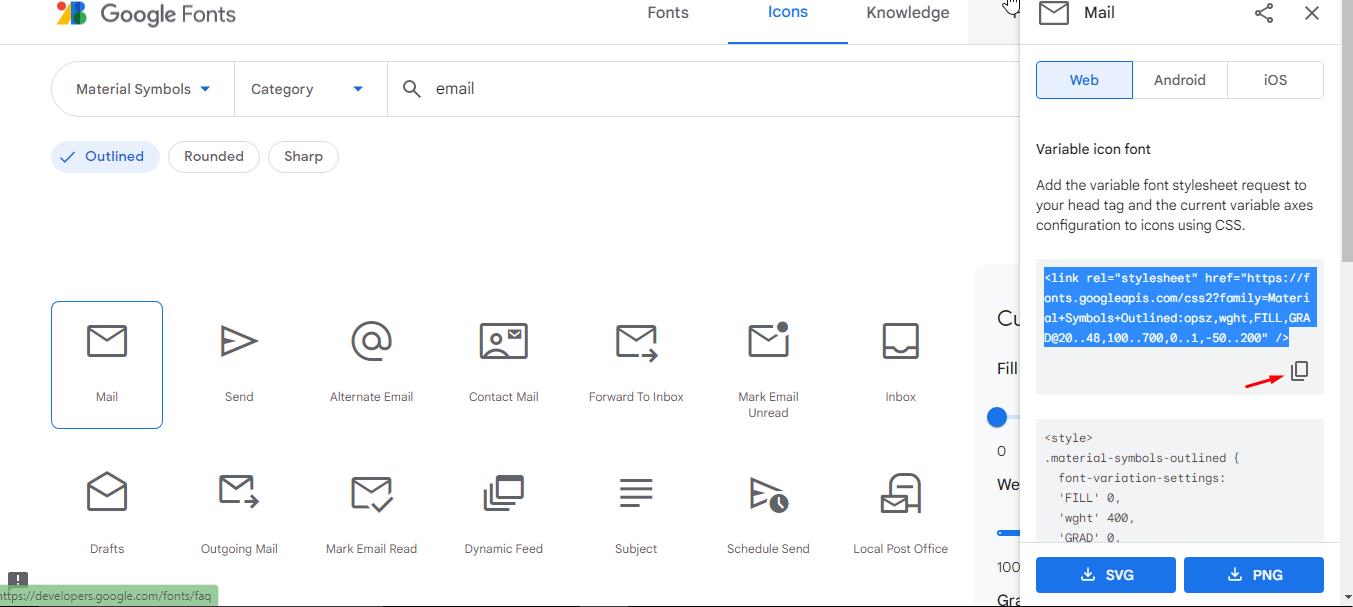 Google Fonts
Fonts
Icons
Knowledge
Material Symbols
Category
email
Outlined
Rounded
Sharp
Mail
Send
Alternate Email
Contact Mail
Forward To Inbox
Mark Email
Unread
Inbox
Drafts
Outgoing Mail
Mark Email Read
Dynamic Feed
Subject
Schedule Send
Local Post Office
Cu
Fill
0
We
100
Gra
https://developers.google.com/fonts/faq
Mail
Web
Android
iOS
Variable icon font
Add the variable font stylesheet request to
your head tag and the current variable axes
configuration to icons using CSS.
<link rel="stylesheet" href="https://f
onts.googleapis.com/css2?family=Materi
al+Symbols+Outlined:opsz,wght,FILL,GRA
D@20..48,100..700,0..1,-50..200" />
<style>
.material-symbols-outlined {
font-variation-settings:
'FILL' 0,
'wght' 400,
'GRAD' 0,
SVG
PNG